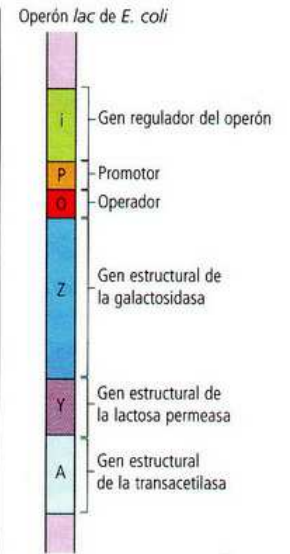 Operón lac de E. coli
i
Gen regulador del operón
P
Promotor
O
Operador
Z
Gen estructural de
la galactosidasa
Y
Gen estructural de
la lactosa permeasa
A
Gen estructural
de la transacetilasa